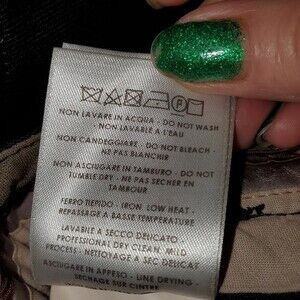 NON LAVARE IN ACQUA - DO NOT WASH
NON LAVABLE A L'EAU
NON CANDEGGIARE - DO NOT BLEACH -
NE PAS BLANCHIR
NON ASCIUGARE IN TAMBURO - DO NOT
TUMBLE DRY - NE PAS SECHER EN
TAMBOUR
FERRO TIEPIDO - IRON, LOW HEAT -
REPASSAGE A BASSE TEMPERATURE
LAVABILE A SECCO DELICATO
PROFESSIONAL DRY CLEAN, MILD
PROCESS - NETTOYAGE A SEC DELICAT
ASCIUGARE IN APPESO - LINE DRYING -
SECHAGE SUR CINTRE